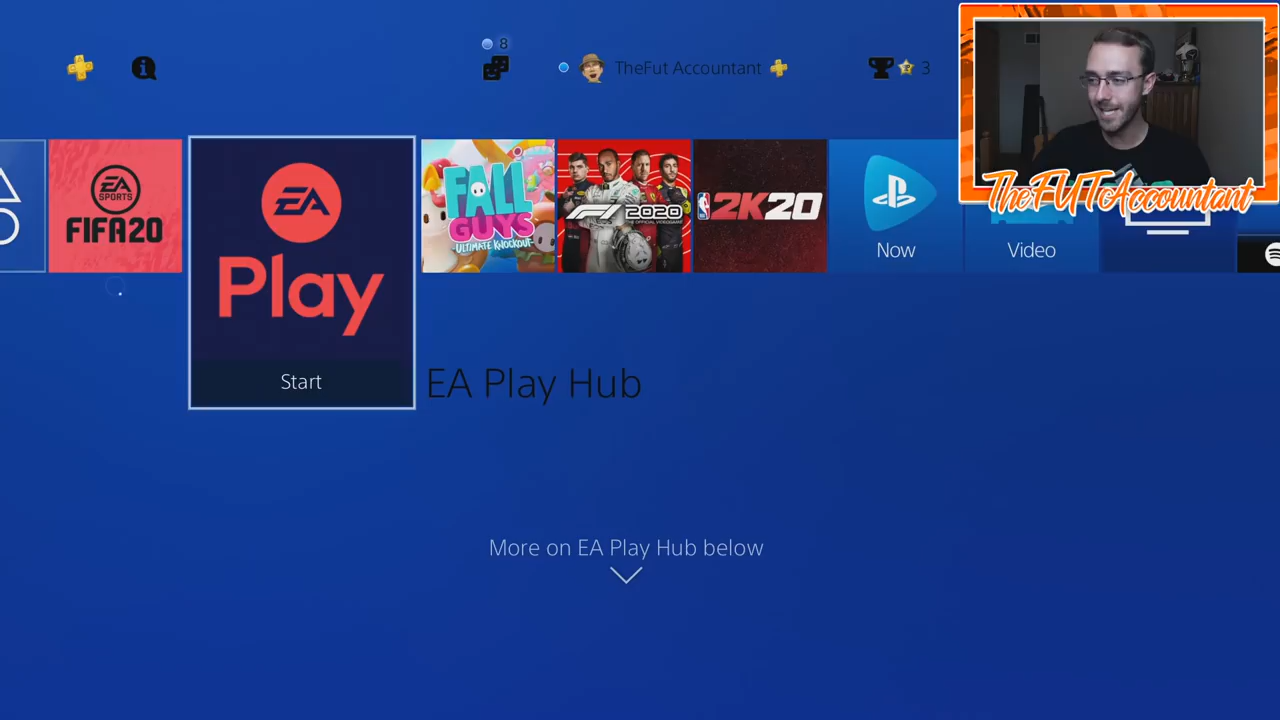 8
TheFut Accountant
3
EA SPORTS
FIFA20
EA
Play
Start
FALL
GUYS
ULTIMATE KNOCKOUT
F1 2020
THE OFFICIAL VIDEOGAME
NBA 2K20
Now
Video
TheFUTAccountant
EA Play Hub
More on EA Play Hub below